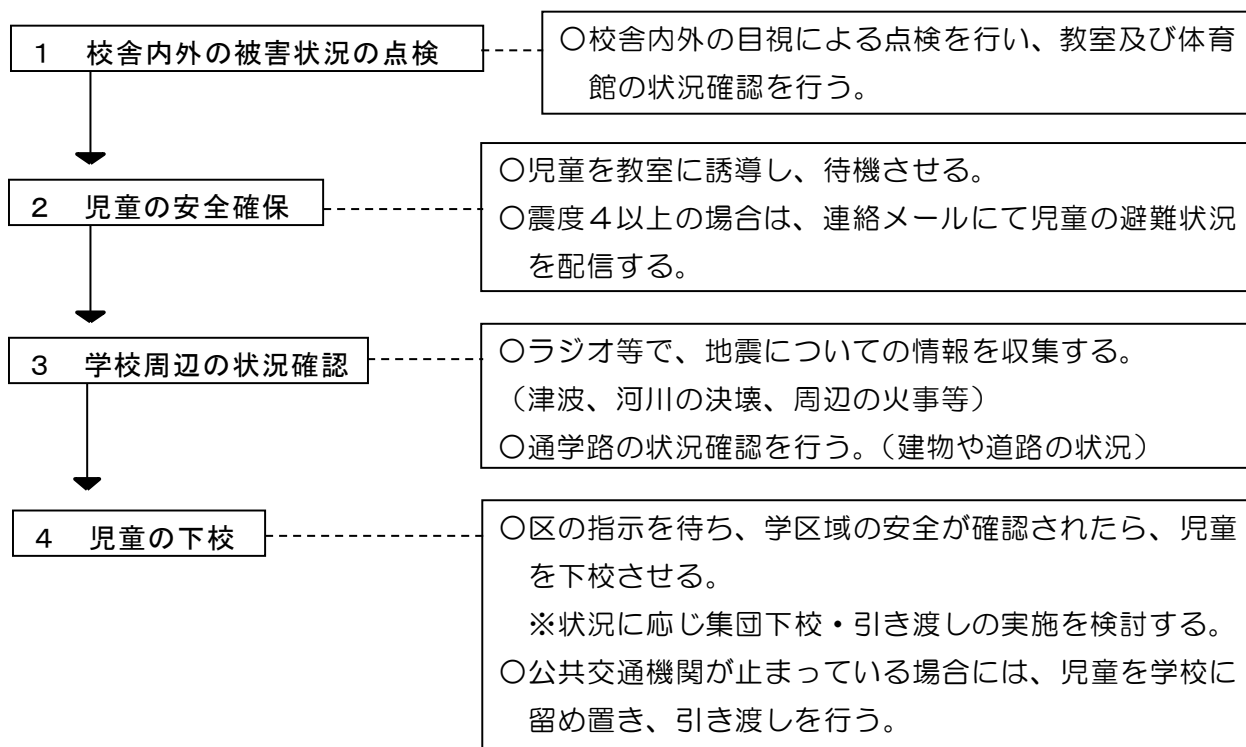 １　校舎内外の被害状況の点検
○校舎内外の目視による点検を行い、教室及び体育
館の状況確認を行う。
２　児童の安全確保
○児童を教室に誘導し、待機させる。
○震度４以上の場合は、連絡メールにて児童の避難状況
を配信する。
３　学校周辺の状況確認
○ラジオ等で、地震についての情報を収集する。
（津波、河川の決壊、周辺の火事等）
○通学路の状況確認を行う。（建物や道路の状況）
４　児童の下校
○区の指示を待ち、学区域の安全が確認されたら、児童
を下校させる。
※状況に応じ集団下校・引き渡しの実施を検討する。
○公共交通機関が止まっている場合には、児童を学校に
留め置き、引き渡しを行う。